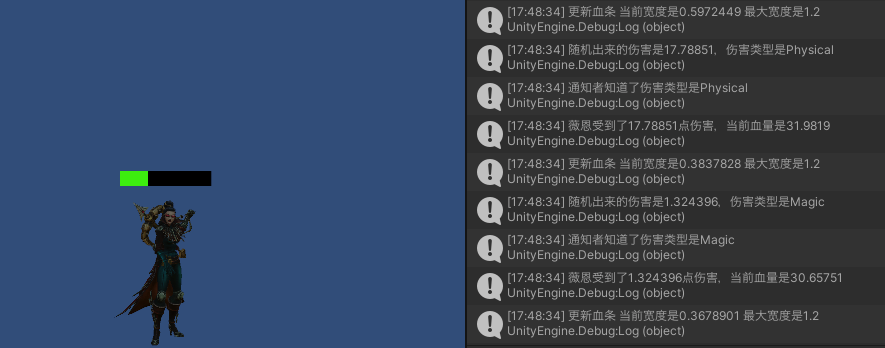 [17:48:34] 更新血条 当前宽度是0.5972449 最大宽度是1.2
UnityEngine.Debug:Log (object)
[17:48:34] 随机出来的伤害是17.78851，伤害类型是Physical
UnityEngine.Debug:Log (object)
[17:48:34] 通知者知道了伤害类型是Physical
UnityEngine.Debug:Log (object)
[17:48:34] 薇恩受到了17.78851点伤害，当前血量是31.9819
UnityEngine.Debug:Log (object)
[17:48:34] 更新血条 当前宽度是0.3837828 最大宽度是1.2
UnityEngine.Debug:Log (object)
[17:48:34] 随机出来的伤害是1.324396，伤害类型是Magic
UnityEngine.Debug:Log (object)
[17:48:34] 通知者知道了伤害类型是Magic
UnityEngine.Debug:Log (object)
[17:48:34] 薇恩受到了1.324396点伤害，当前血量是30.65751
UnityEngine.Debug:Log (object)
[17:48:34] 更新血条 当前宽度是0.3678901 最大宽度是1.2
UnityEngine.Debug:Log (object)